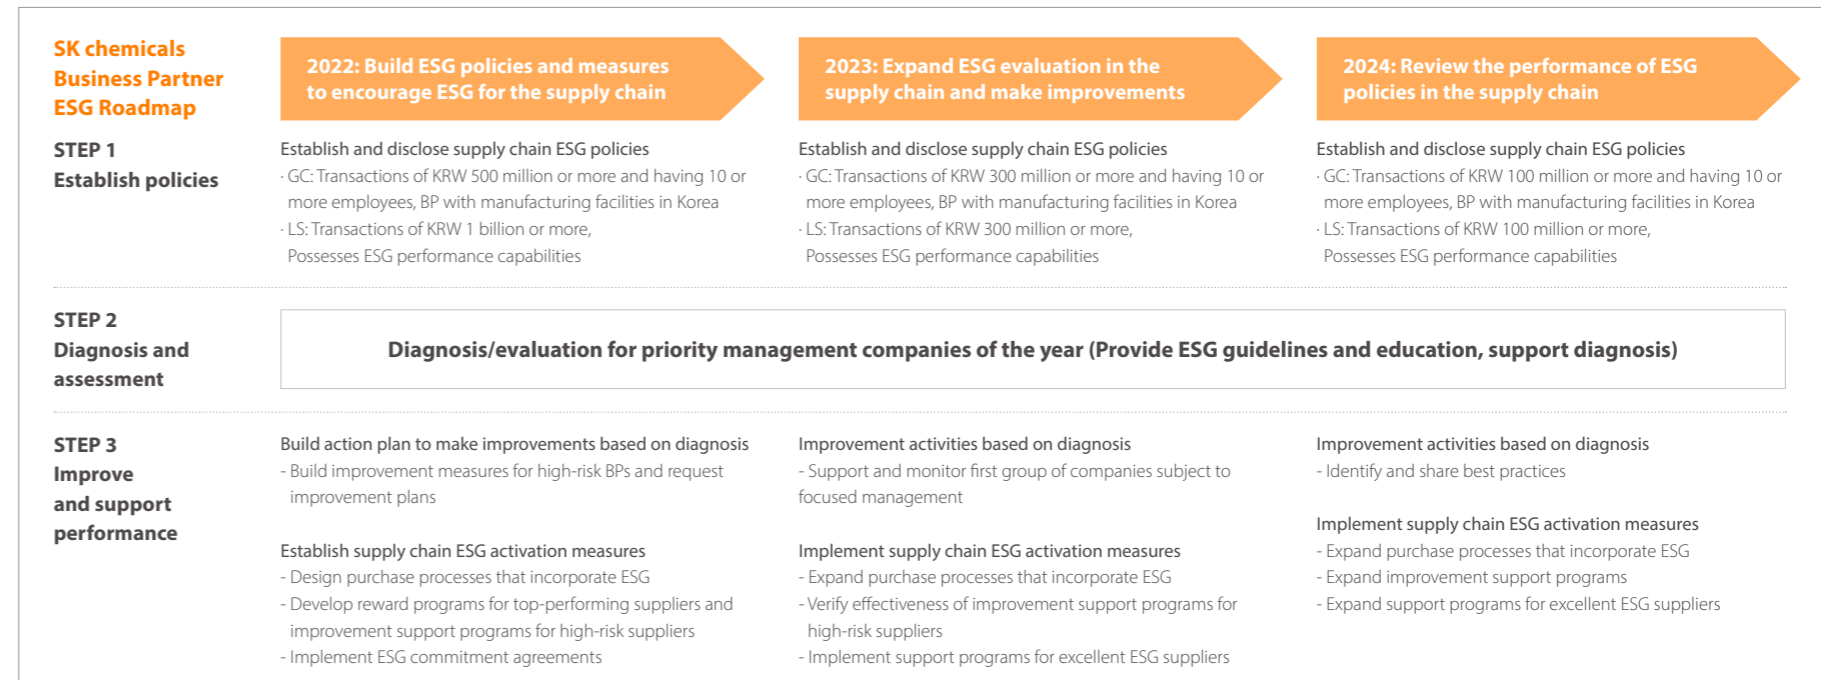 SK chemicals
Business Partner
ESG Roadmap
2022: Build ESG policies and measures
to encourage ESG for the supply chain
2023: Expand ESG evaluation in the
supply chain and make improvements
2024: Review the performance of ESG
policies in the supply chain
STEP 1
Establish policies
Establish and disclose supply chain ESG policies
· GC: Transactions of KRW 500 million or more and having 10 or
more employees, BP with manufacturing facilities in Korea
· LS: Transactions of KRW 1 billion or more,
Possesses ESG performance capabilities
Establish and disclose supply chain ESG policies
· GC: Transactions of KRW 300 million or more and having 10 or
more employees, BP with manufacturing facilities in Korea
· LS: Transactions of KRW 300 million or more,
Possesses ESG performance capabilities
Establish and disclose supply chain ESG policies
· GC: Transactions of KRW 100 million or more and having 10 or
more employees, BP with manufacturing facilities in Korea
· LS: Transactions of KRW 100 million or more,
Possesses ESG performance capabilities
STEP 2
Diagnosis and
assessment
Diagnosis/evaluation for priority management companies of the year (Provide ESG guidelines and education, support diagnosis)
STEP 3
Improve
and support
performance
Build action plan to make improvements based on diagnosis
- Build improvement measures for high-risk BPs and request
improvement plans
Establish supply chain ESG activation measures
- Design purchase processes that incorporate ESG
- Develop reward programs for top-performing suppliers and
improvement support programs for high-risk suppliers
- Implement ESG commitment agreements
Improvement activities based on diagnosis
- Support and monitor first group of companies subject to
focused management
Implement supply chain ESG activation measures
- Expand purchase processes that incorporate ESG
- Verify effectiveness of improvement support programs for
high-risk suppliers
- Implement support programs for excellent ESG suppliers
Improvement activities based on diagnosis
- Identify and share best practices
Implement supply chain ESG activation measures
- Expand purchase processes that incorporate ESG
- Expand improvement support programs
- Expand support programs for excellent ESG suppliers